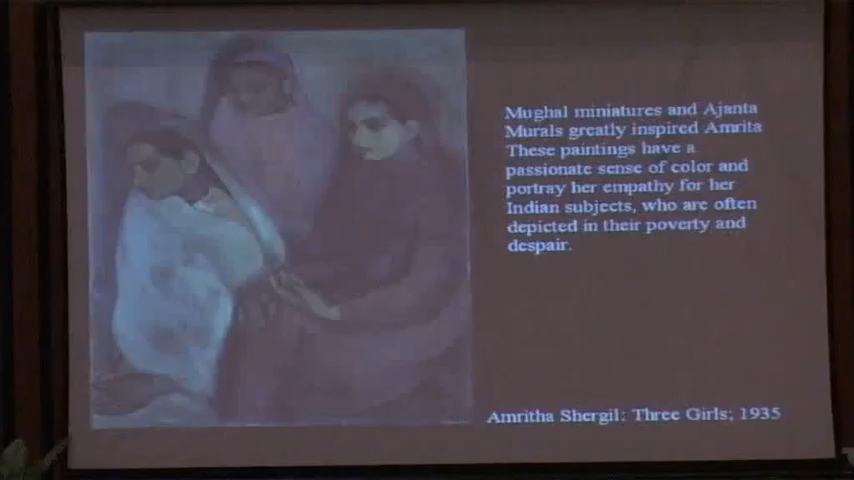 Mughal miniatures and Ajanta
Murals greatly inspired Amrita
These paintings have a
passionate sense of color and
portray her empathy for her
Indian subjects, who are often
depicted in their poverty and
despair.
Amritha Shergil: Three Girls; 1935